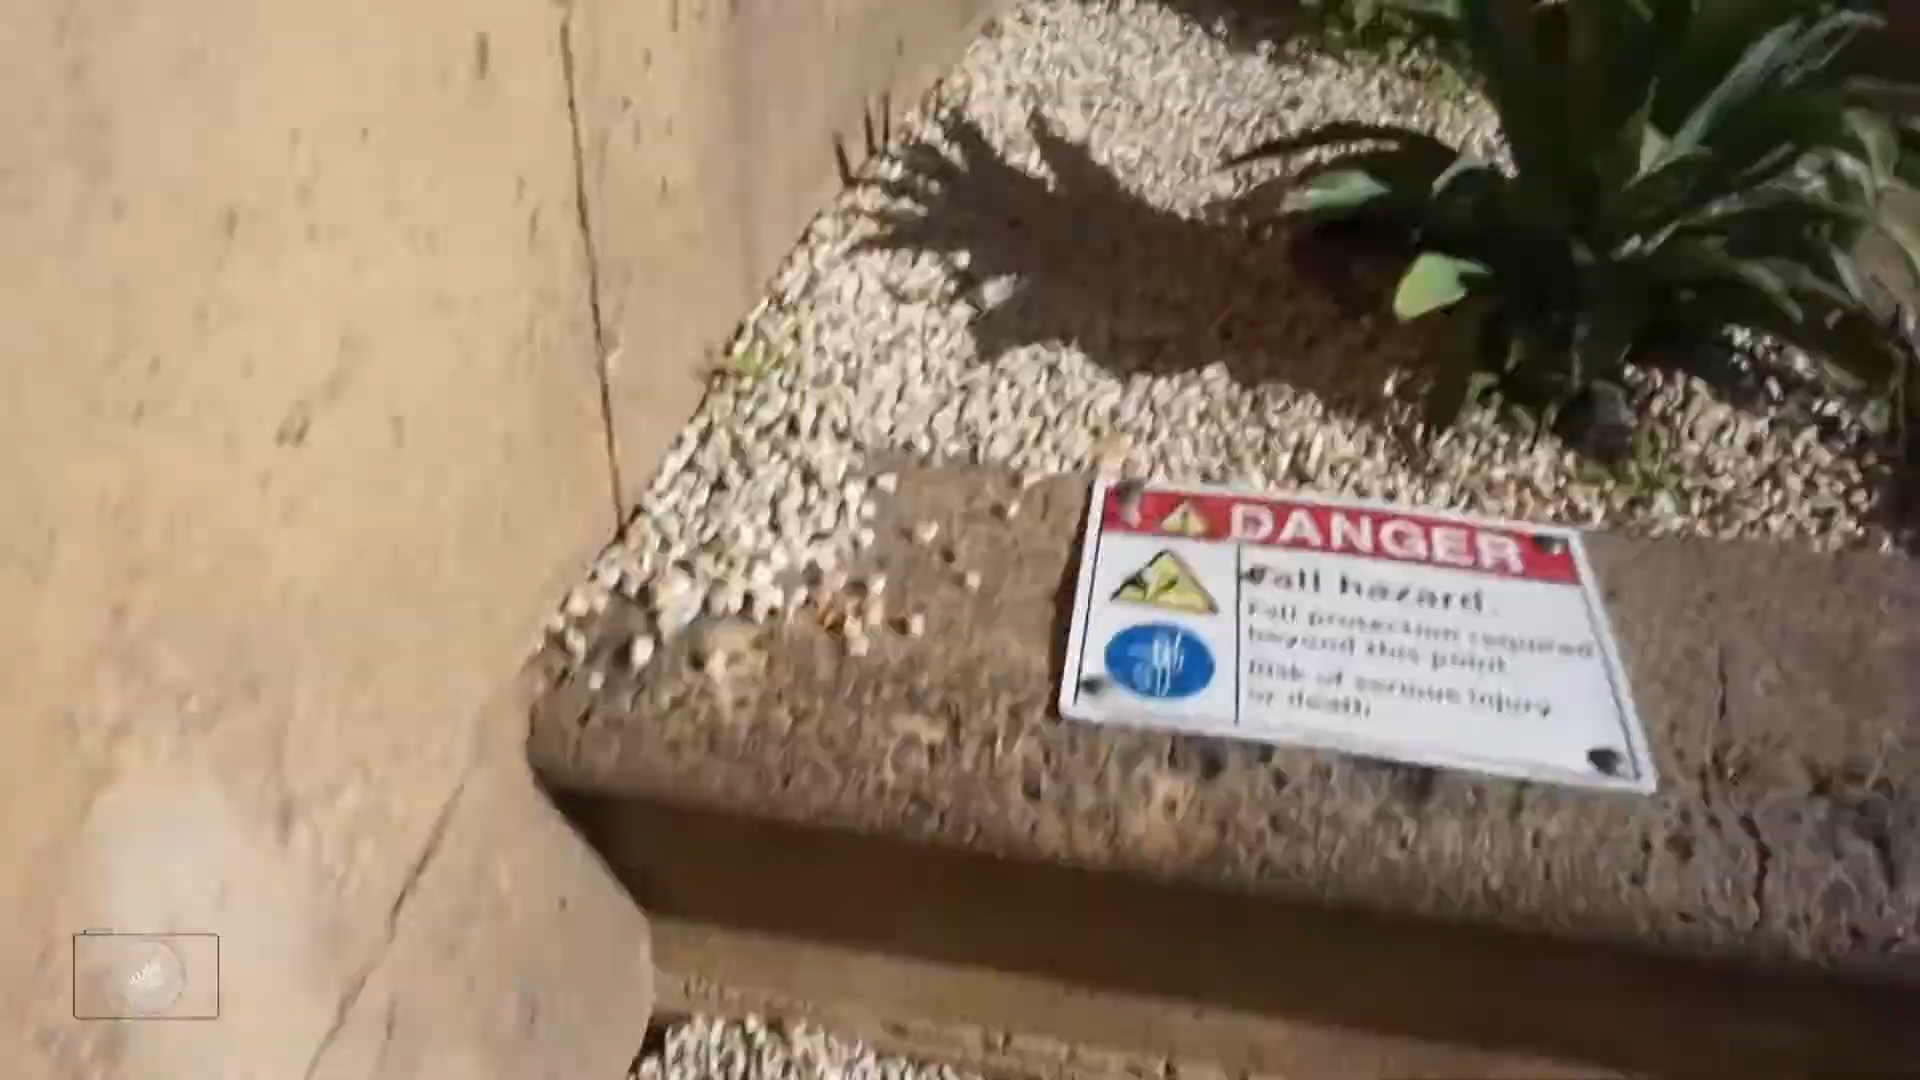 DANGER
Fall hazard.
Fall protection required
beyond this point
Risk of serious injury
or death